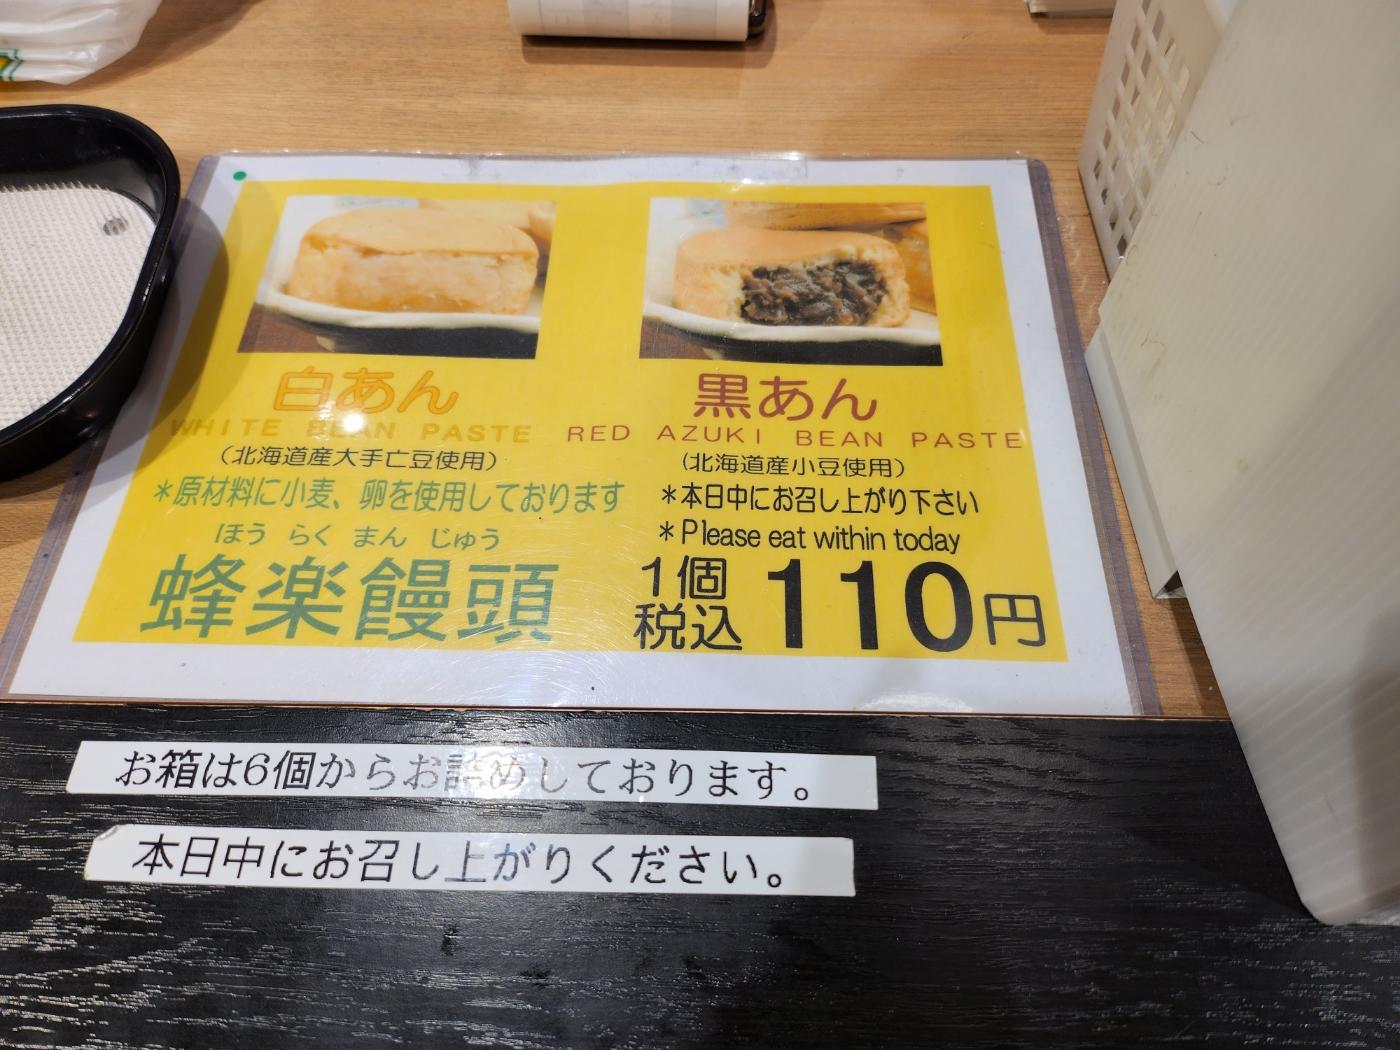 白あん
WHITE BEAN PASTE
(北海道産大手亡豆使用)
*原材料に小麦、卵を使用しております
ほう らく まん じゅう
蜂楽饅頭
黒あん
RED AZUKI BEAN PASTE
(北海道産小豆使用)
*本日中にお召し上がり下さい
*Please eat within today
1個
税込 110円
お箱は6個からお詰めしております。
本日中にお召し上がりください。